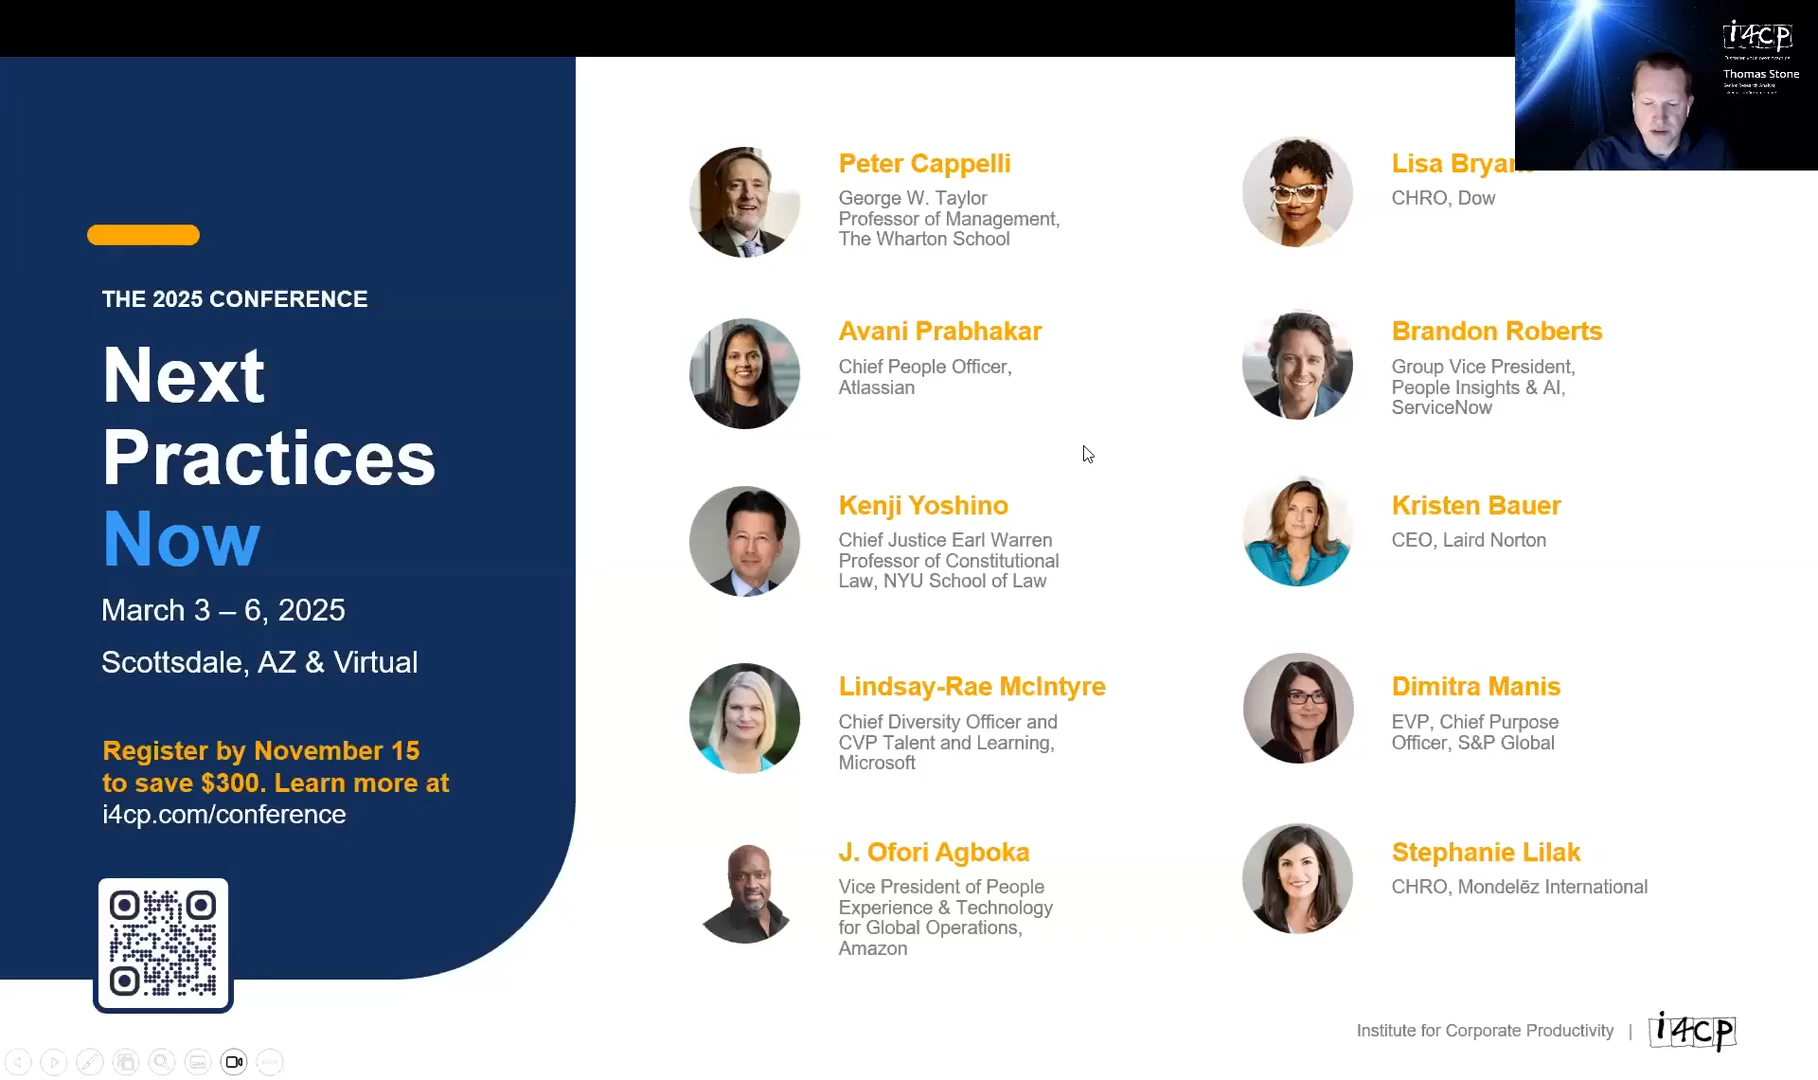 THE 2025 CONFERENCE
Next
Practices
Now
March 3 – 6, 2025
Scottsdale, AZ & Virtual
Register by November 15
to save $300. Learn more at
i4cp.com/conference
Peter Cappelli
George W. Taylor
Professor of Management,
The Wharton School
Avani Prabhakar
Chief People Officer,
Atlassian
Kenji Yoshino
Chief Justice Earl Warren
Professor of Constitutional
Law, NYU School of Law
Lindsay-Rae McIntyre
Chief Diversity Officer and
CVP Talent and Learning,
Microsoft
J. Ofori Agboka
Vice President of People
Experience & Technology
for Global Operations,
Amazon
Lisa
CHRO, Dow
Brandon Roberts
Group Vice President,
People Insights & AI,
ServiceNow
Kristen Bauer
CEO, Laird Norton
Dimitra Manis
EVP, Chief Purpose
Officer, S&P Global
Stephanie Lilak
CHRO, Mondelēz International
i4cp
Thomas Stone
Senior Research Analyst
Institute for Corporate Productivity |
i4cp